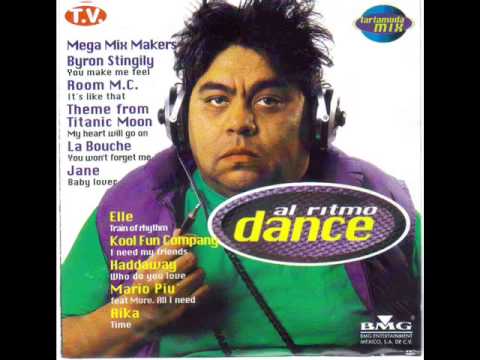 T.V.
tartamudo
MIX
Mega Mix Makers
Byron Stingily
You make me feel
Room M.C.
It's like that
Theme from
Titanic Moon
My heart will go on
La Bouche
You won't forget me
Jane
Baby lover
Elle
Train of rhythm
Kool Fun Company
I need my friends
Haddaway
Who do you love
Mario Piu
feat More. All I need
Aika
Time
al ritmo
dance
BMG
BMG ENTERTAINMENT
MEXICO, S.A. DE C.V.